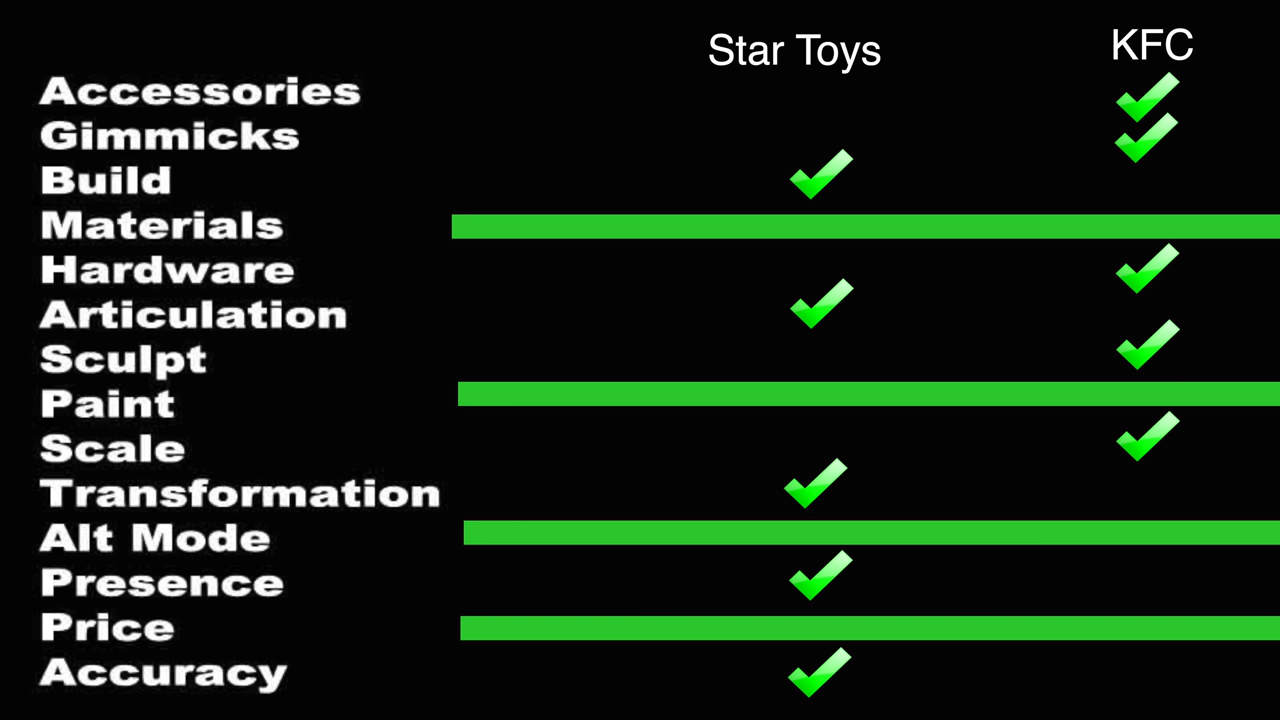 Star Toys KFC
Accessories
Gimmicks
Build
Materials
Hardware
Articulation
Sculpt
Paint
Scale
Transformation
Alt Mode
Presence
Price
Accuracy